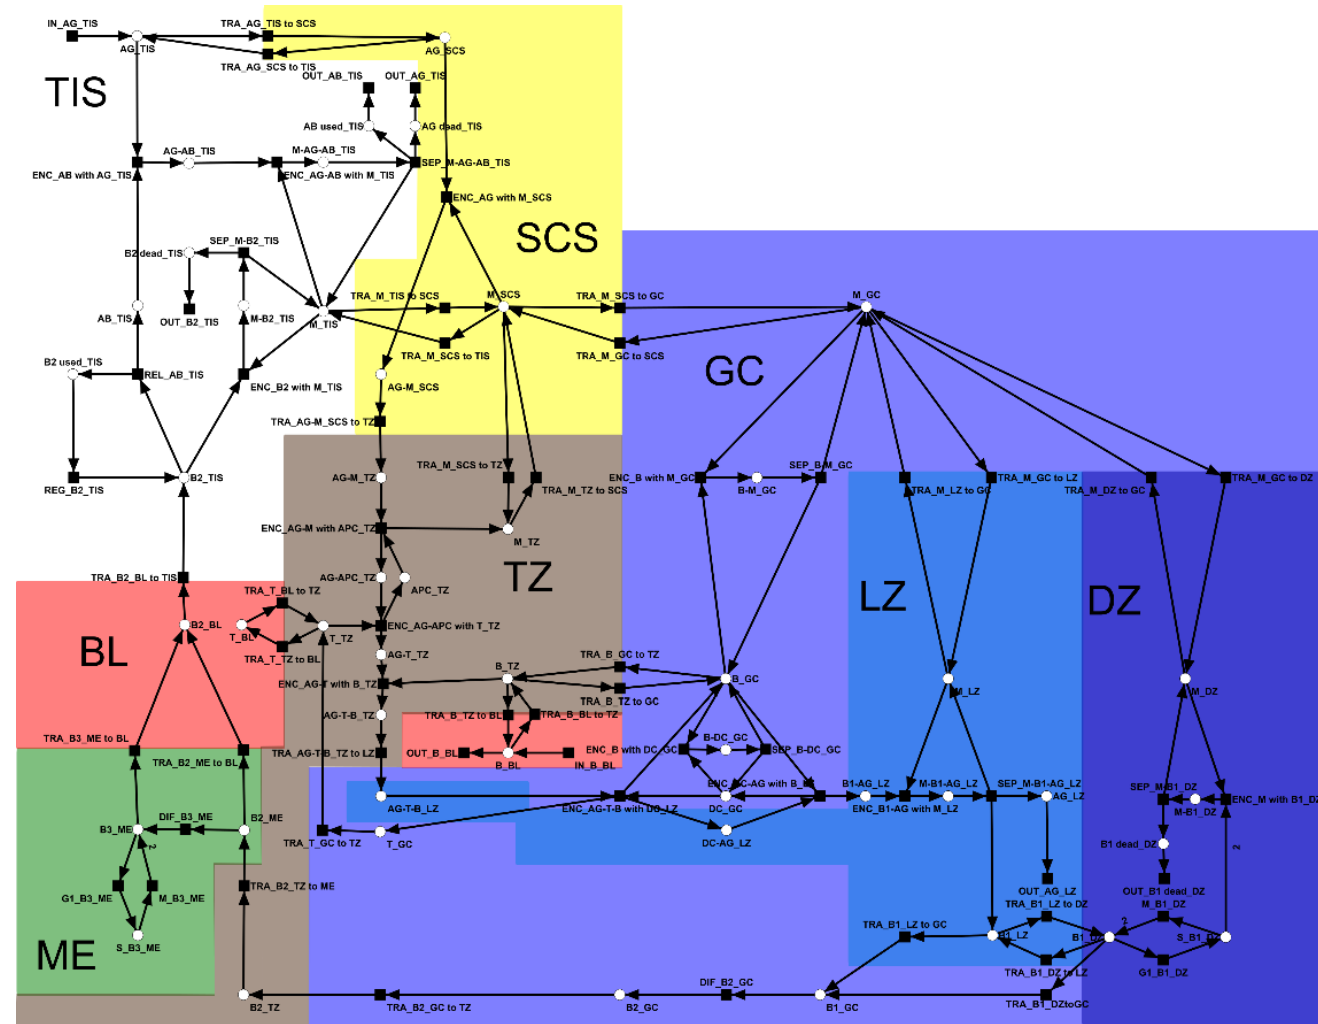 IN_AG_TIS
TRA_AG_TIS to SCS
AG_TIS
AG_SCS
TRA_AG_SCS to TIS
OUT_AB_TIS
OUT_AG_TIS
TIS
AB used_TIS
AG dead_TIS
AG-AB_TIS
M-AG-AB_TIS
SEP_M-AG-AB_TIS
ENC_AB with AG_TIS
ENC_AG-AB with M_TIS
ENC_AG with M_SCS
SCS
SEP_M-B2_TIS
B2 dead_TIS
TRA_M_TIS to SCS
M_SCS
TRA_M_SCS to GC
M_GC
AB_TIS
OUT_B2_TIS
M-B2_TIS
M_TIS
TRA_M_SCS to TIS
TRA_M_GC to SCS
B2 used_TIS
REL_AB_TIS
ENC_B2 with M_TIS
AG-M_SCS
GC
TRA_AG-M_SCS to TZ
REG_B2_TIS
B2_TIS
AG-M_TZ
TRA_M_SCS to TZ
TRA_M_TZ to SCS
ENC_B with M_GC
B-M_GC
SEP_B-M_GC
TRA_M_LZ to GC
TRA_M_GC to LZ
TRA_M_DZ to GC
TRA_M_GC to DZ
ENC_AG-M with APC_TZ
M_TZ
TRA_B2_BL to TIS
AG-APC_TZ
APC_TZ
TZ
LZ
DZ
TRA_T_BL to TZ
T_BL
B2_BL
T_TZ
ENC_AG-APC with T_TZ
BL
TRA_T_TZ to BL
AG-T_TZ
B_TZ
TRA_B_GC to TZ
ENC_AG-T with B_TZ
TRA_B_TZ to GC
B_GC
M_LZ
M_DZ
AG-T-B_TZ
TRA_B_TZ to BL
TRA_B_BL to TZ
TRA_B3_ME to BL
TRA_B2_ME to BL
TRA_AG-T-B_TZ to LZ
OUT_B_BL
B_BL
IN_B_BL
ENC_B with DC_GC
B-DC_GC
SEP_B-DC_GC
AG-T-B_LZ
ENC_AG-T-B with DC_LZ
DC_GC
B1-AG_LZ
ENC_B1-AG with M_LZ
M-B1-AG_LZ
SEP_M-B1-AG_LZ
AG_LZ
SEP_M-B1_DZ
M-B1_DZ
ENC_M with B1_DZ
B3_ME
DIF_B3_ME
B2_ME
TRA_T_GC to TZ
T_GC
DC-AG_LZ
B1 dead_DZ
2
2
G1_B3_ME
M_B3_ME
TRA_B2_TZ to ME
OUT_AG_LZ
OUT_B1 dead_DZ
TRA_B1_LZ to DZ
M_B1_DZ
2
S_B3_ME
TRA_B1_LZ to GC
B1_LZ
B1_DZ
S_B1_DZ
ME
TRA_B1_DZ to LZ
G1_B1_DZ
B2_TZ
TRA_B2_GC to TZ
B2_GC
DIF_B2_GC
B1_GC
TRA_B1_DZtoGC